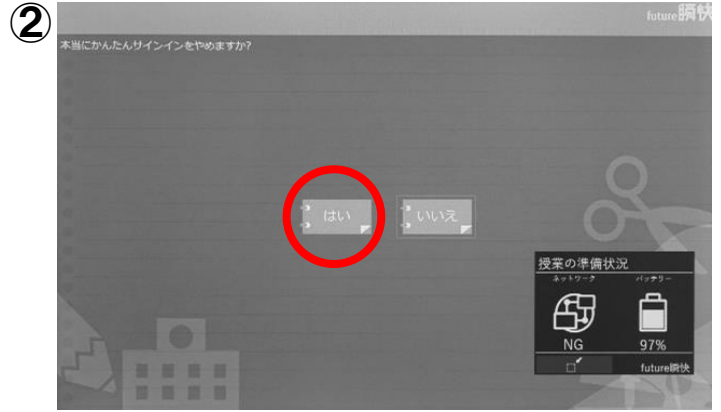 ②
future瞬快
本当にかんたんサインインをやめますか?
はい
いいえ
授業の準備状況
ネットワーク バッテリー
NG 97%
future瞬快